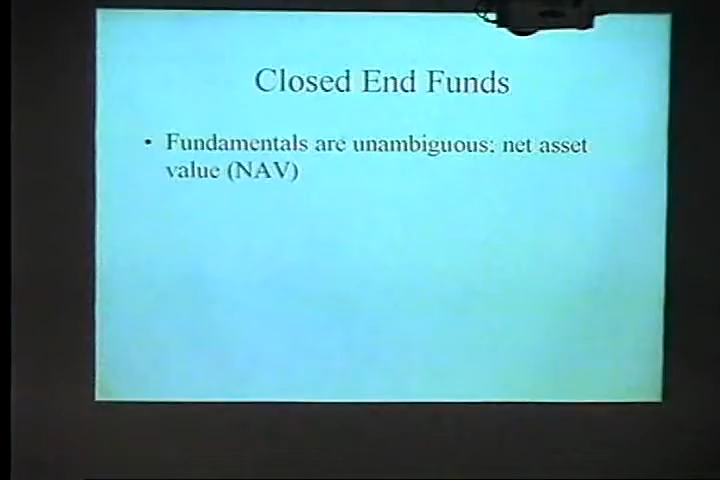 Closed End Funds
• Fundamentals are unambiguous: net asset
value (NAV)